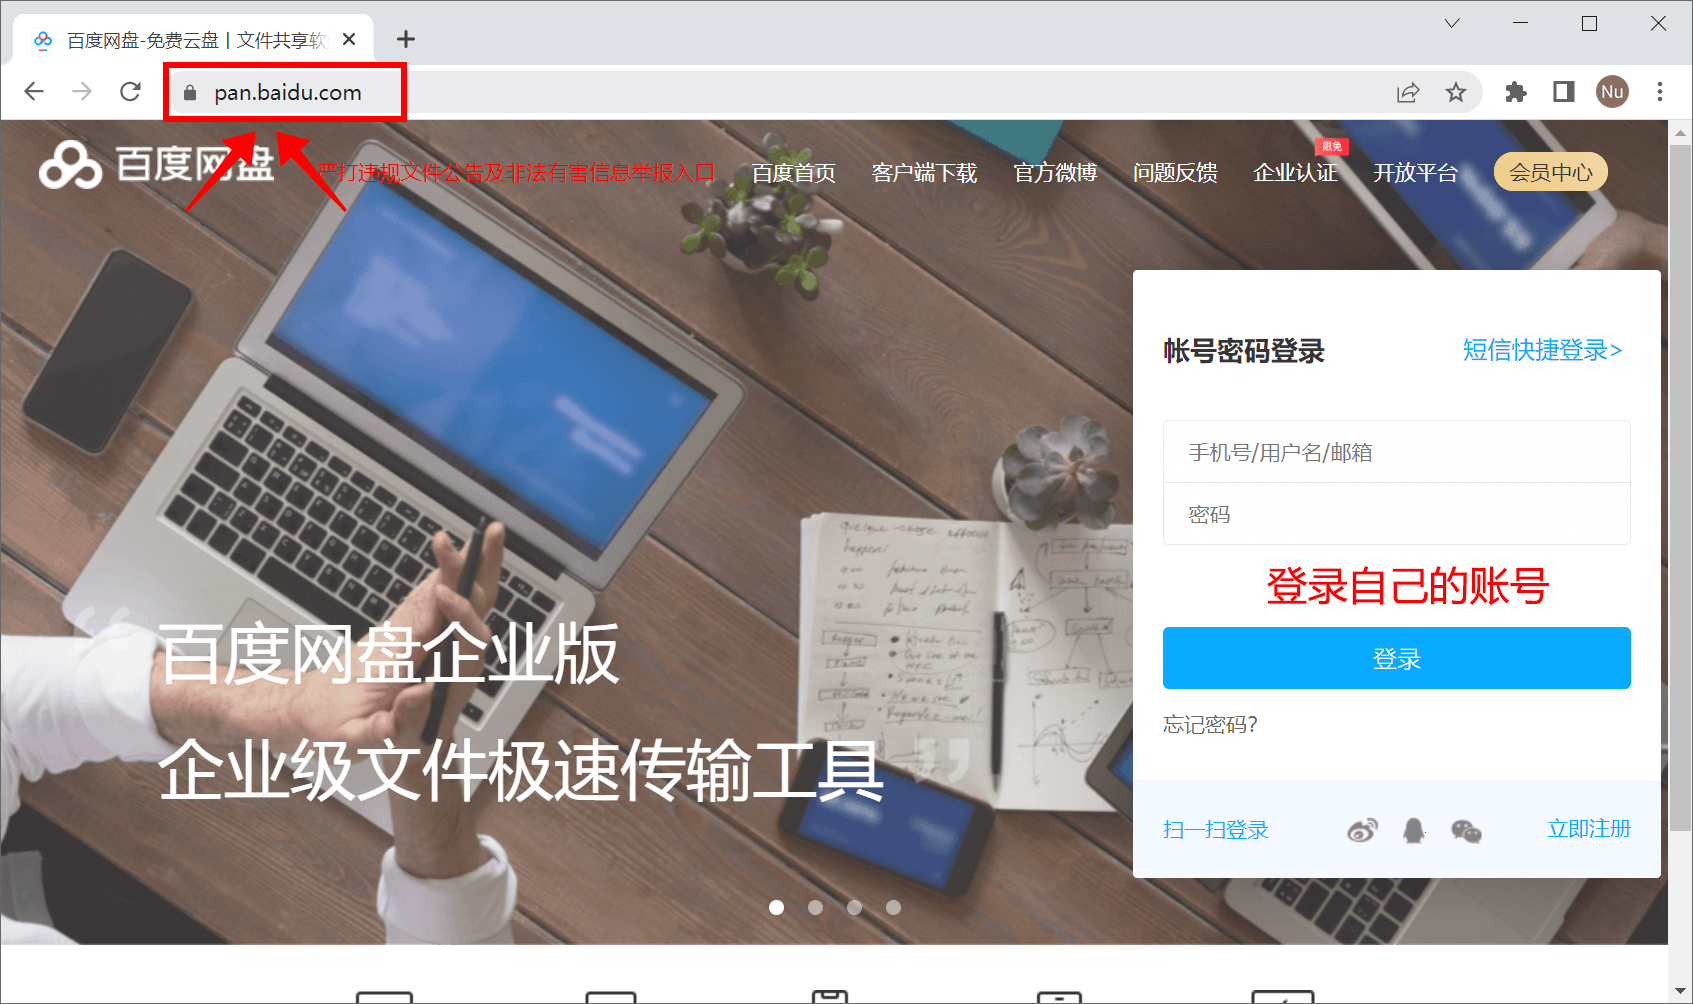 百度网盘-免费云盘丨文件共享软
pan.baidu.com
Nu
百度网盘
严打违规文件公告及非法有害信息举报入口
百度首页
客户端下载
官方微博
问题反馈
企业认证
限免
开放平台
会员中心
帐号密码登录
短信快捷登录>
手机号/用户名/邮箱
密码
登录自己的账号
登录
忘记密码?
扫一扫登录
立即注册
百度网盘企业版
企业级文件极速传输工具